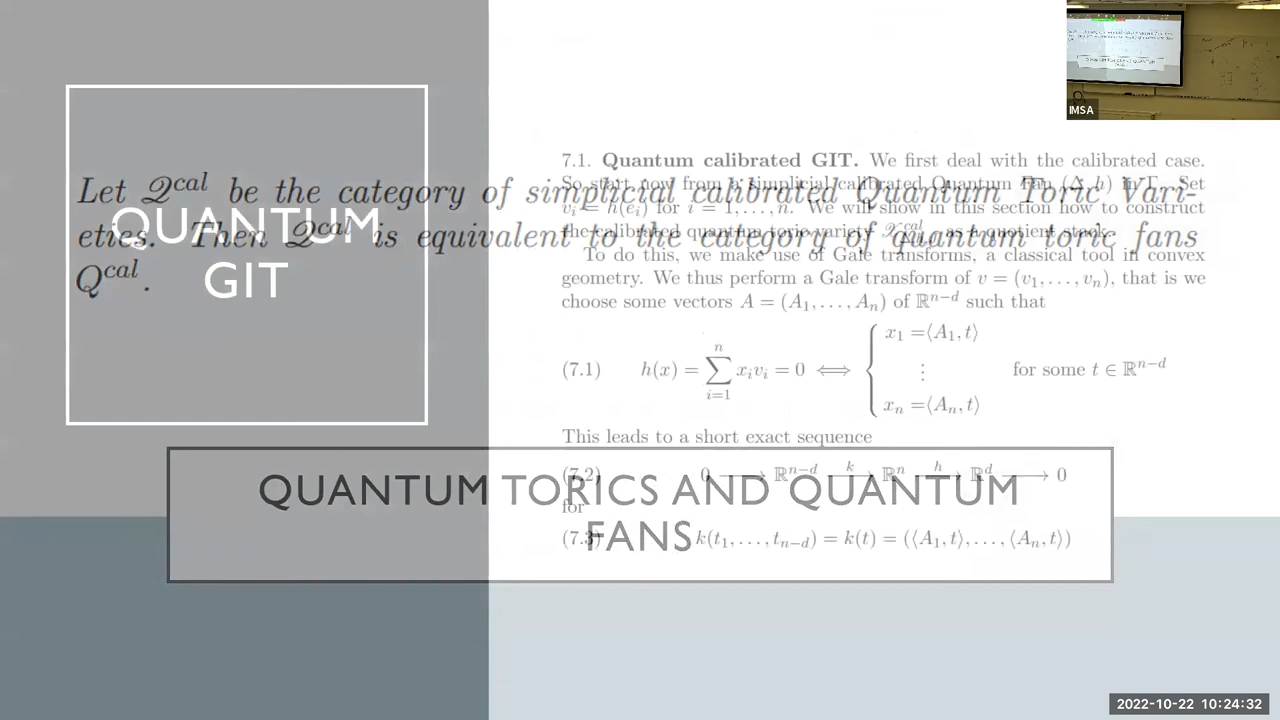 IMSA
Let 𝒬^{cal} be the category of simplicial calibrated Quantum Toric Vari-
eties. Then 𝒬^{cal} is equivalent to the category of quantum toric fans
Q^{cal}.
QUANTUM
GIT
7.1. Quantum calibrated GIT. We first deal with the calibrated case.
So start now from a simplicial calibrated Quantum Fan (Δ, h) in Γ. Set
v_i = h(e_i) for i = 1, . . . , n. We will show in this section how to construct
the calibrated quantum toric variety as a quotient stack.
To do this, we make use of Gale transforms, a classical tool in convex
geometry. We thus perform a Gale transform of v = (v_1, . . . , v_n), that is we
choose some vectors A = (A_1, . . . , A_n) of ℝ^{n−d} such that
(7.1) h(x) = \sum_{i=1}^{n} x_i v_i = 0 ⟺ { x_1 = ⟨A_1, t⟩ ⋮ x_n = ⟨A_n, t⟩ for some t ∈ ℝ^{n−d}
This leads to a short exact sequence
(7.2) 0 ⟶ ℝ^{n−d} \xrightarrow{k} ℝ^n \xrightarrow{h} ℝ^d ⟶ 0
for
(7.3) k(t_1, . . . , t_{n−d}) = k(t) = (⟨A_1, t⟩, . . . , ⟨A_n, t⟩)
QUANTUM TORICS AND QUANTUM
FANS
2022-10-22 10:24:32